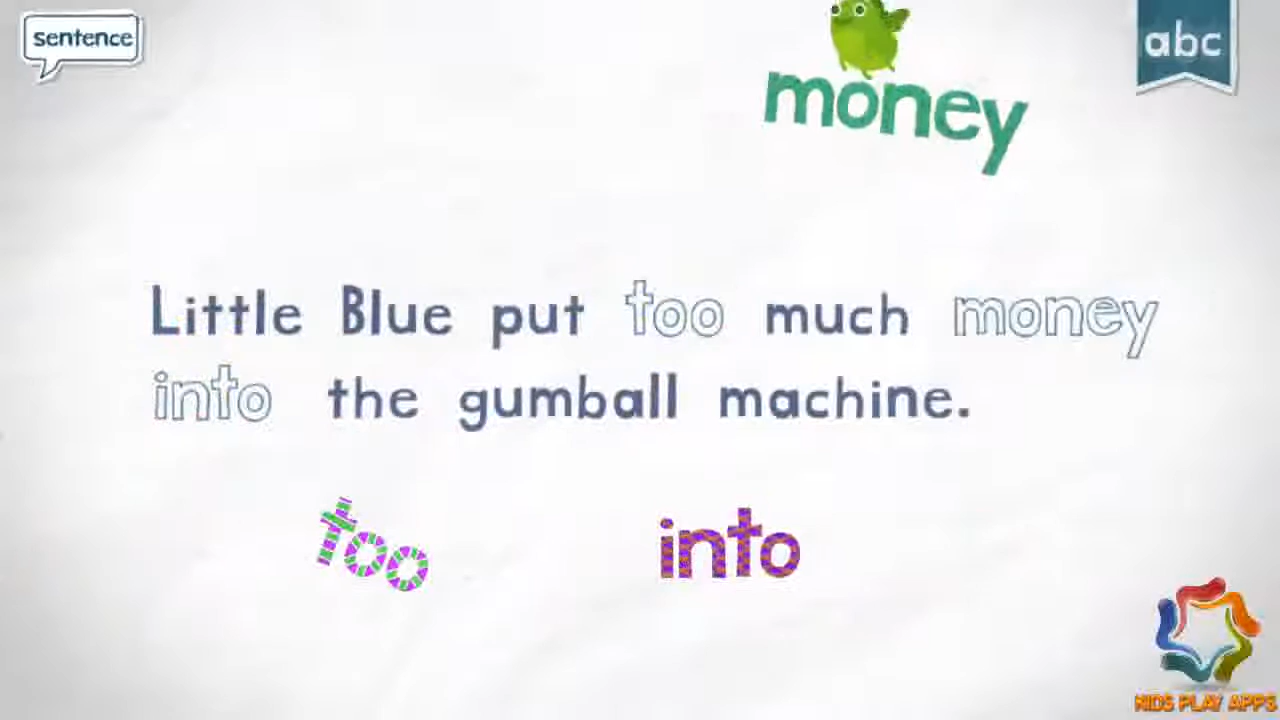 sentence
abc
money
Little Blue put too much money
into the gumball machine.
too
into
KIDS PLAY APPS